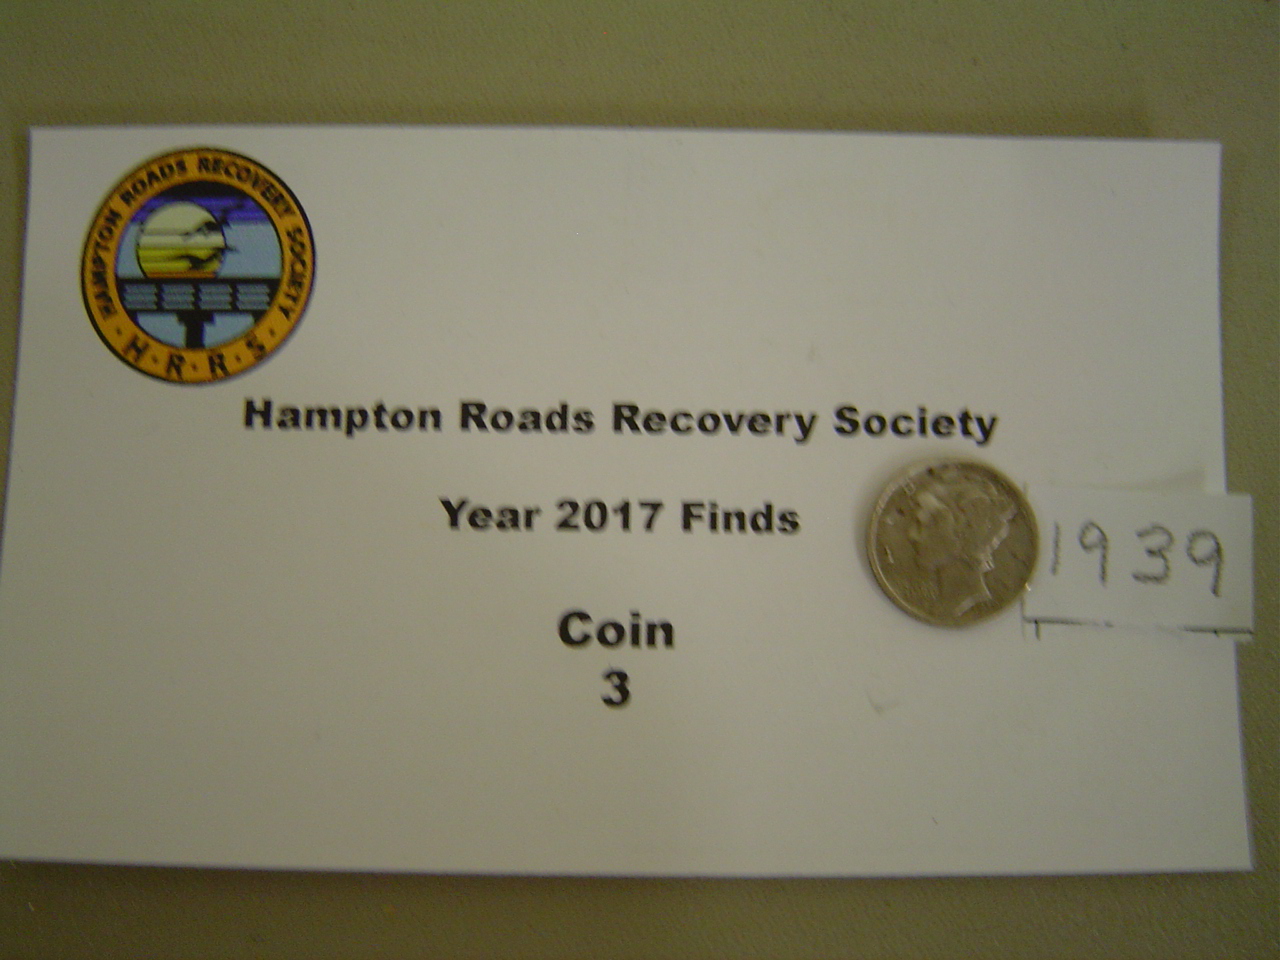 HAMPTON ROADS RECOVERY SOCIETY
· H · R · R · S ·
Hampton Roads Recovery Society
Year 2017 Finds
1939
Coin
3